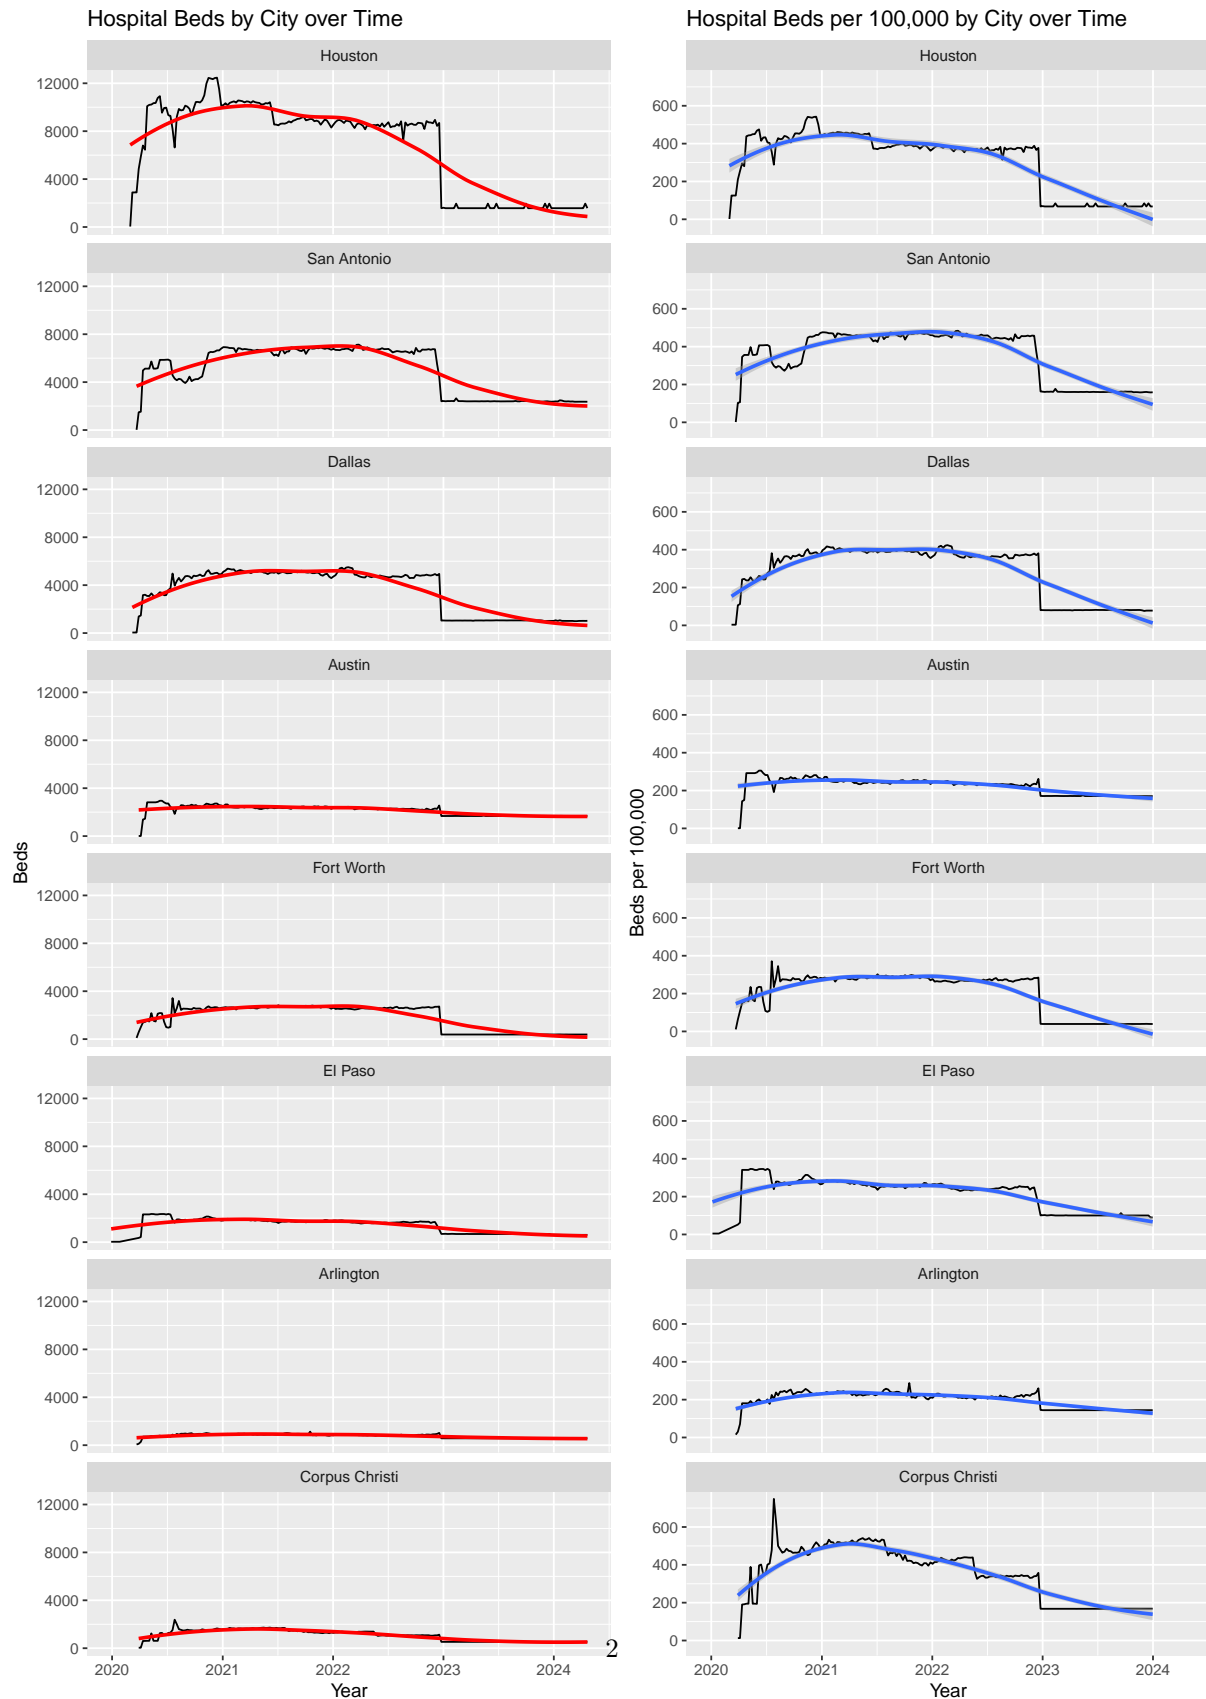 Hospital Beds by City over Time
Houston
12000
8000
4000
0
San Antonio
12000
8000
4000
0
Dallas
12000
8000
4000
0
Austin
12000
8000
4000
0
Fort Worth
12000
8000
4000
0
El Paso
12000
8000
4000
0
Arlington
12000
8000
4000
0
Corpus Christi
12000
8000
4000
0
2020 2021 2022 2023 2024
Year
Beds
Hospital Beds per 100,000 by City over Time
Houston
600
400
200
0
San Antonio
600
400
200
0
Dallas
600
400
200
0
Austin
600
400
200
0
Fort Worth
600
400
200
0
El Paso
600
400
200
0
Arlington
600
400
200
0
Corpus Christi
600
400
200
0
2020 2021 2022 2023 2024
Year
Beds per 100,000
2